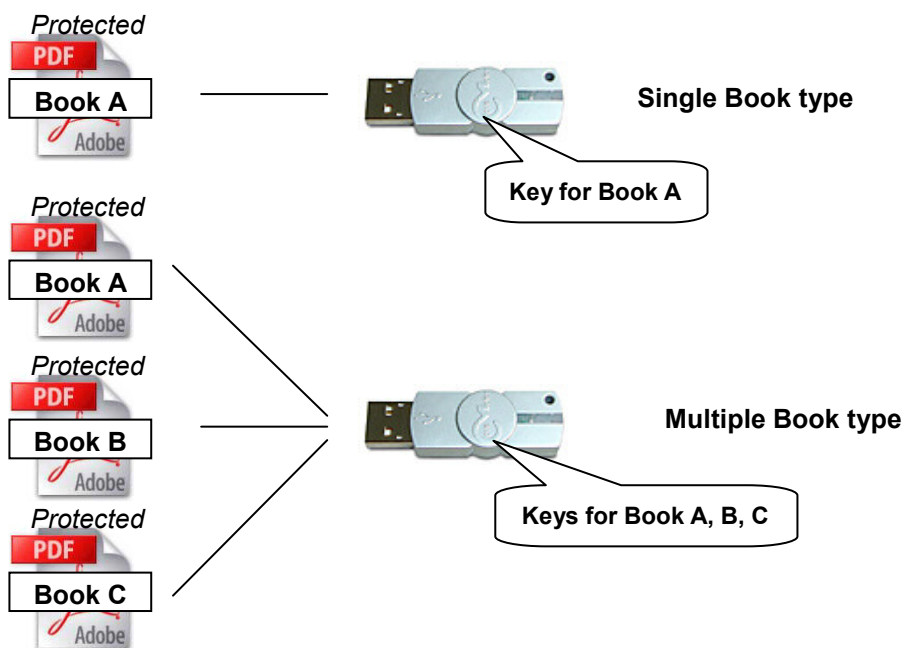 Protected
PDF
Book A
Adobe
Single Book type
Key for Book A
Protected
PDF
Book A
Adobe
Protected
PDF
Book B
Adobe
Multiple Book type
Keys for Book A, B, C
Protected
PDF
Book C
Adobe